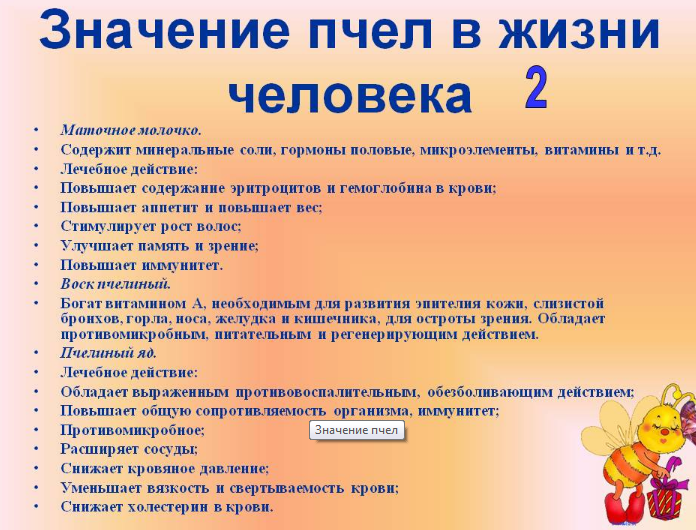 Значение пчел в жизни
человека 2
• Маточное молочко.
• Содержит минеральные соли, гормоны половые, микроэлементы, витамины и т.д.
• Лечебное действие:
• Повышает содержание эритроцитов и гемоглобина в крови;
• Повышает аппетит и повышает вес;
• Стимулирует рост волос;
• Улучшает память и зрение;
• Повышает иммунитет.
• Воск пчелиный.
• Богат витамином А, необходимым для развития эпителия кожи, слизистой
бронхов, горла, носа, желудка и кишечника, для остроты зрения. Обладает
противомикробным, питательным и регенерирующим действием.
• Пчелиный яд.
• Лечебное действие:
• Обладает выраженным противовоспалительным, обезболивающим действием;
• Повышает общую сопротивляемость организма, иммунитет;
• Противомикробное;
Значение пчел
• Расширяет сосуды;
• Снижает кровяное давление;
• Уменьшает вязкость и свертываемость крови;
• Снижает холестерин в крови.